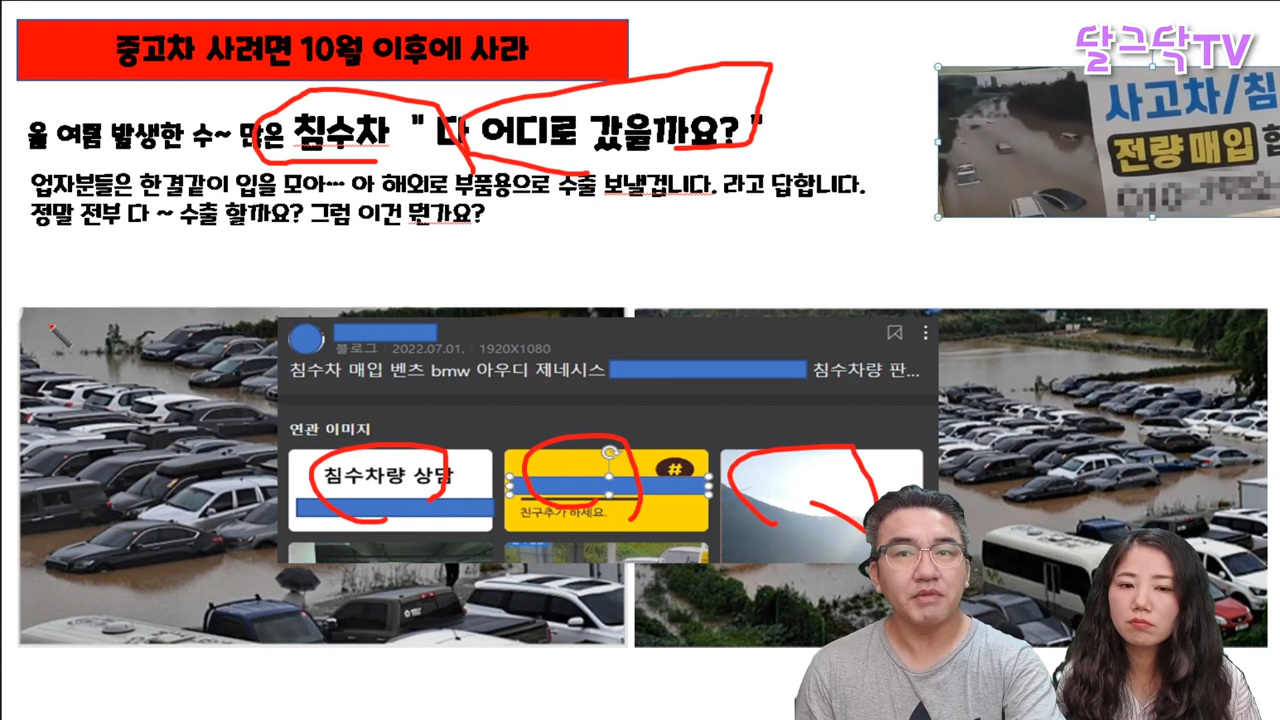 중고차 사려면 10월 이후에 사라
달그닥TV
올 여름 발생한 수~ 많은 침수차 " 다 어디로 갔을까요? "
업자분들은 한결같이 입을 모아… 아 해외로 부품용으로 수출 보낼겁니다. 라고 답합니다.
정말 전부 다 ~ 수출 할까요? 그럼 이건 뭔가요?
사고차/침
전량매입
블로그 2022.07.01. 1920X1080
침수차 매입 벤츠 bmw 아우디 제네시스 침수차량 판...
연관 이미지
침수차량 상담
#
친구추가 하세요.